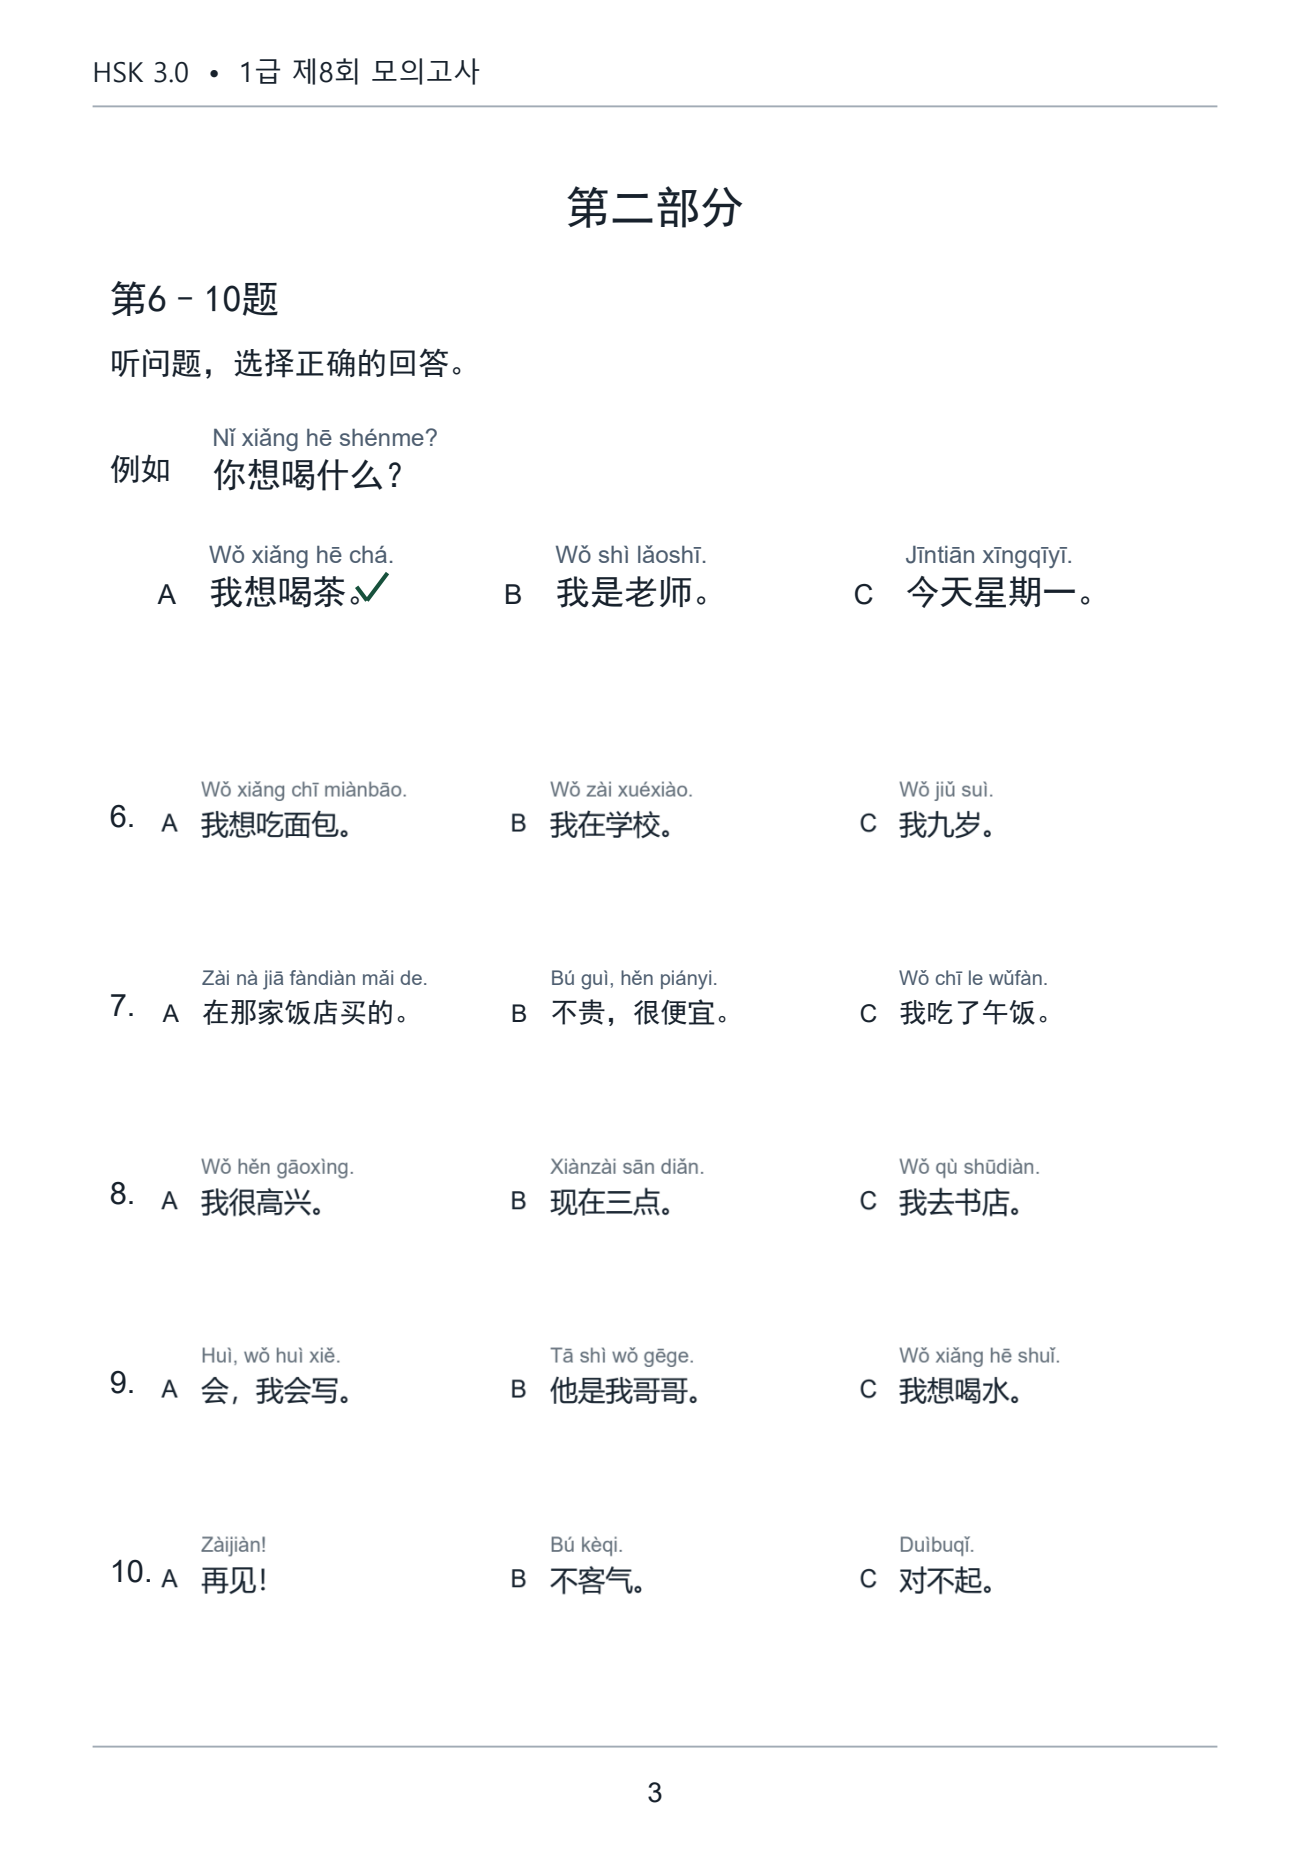 HSK 3.0 • 1급 제8회 모의고사
第二部分
第6–10题
听问题，选择正确的回答。
Nǐ xiǎng hē shénme?
例如 你想喝什么？
Wǒ xiǎng hē chá. Wǒ shì lǎoshī. Jīntiān xīngqīyī.
A 我想喝茶。✓ B 我是老师。 C 今天星期一。
Wǒ xiǎng chī miànbāo. Wǒ zài xuéxiào. Wǒ jiǔ suì.
6. A 我想吃面包。 B 我在学校。 C 我九岁。
Zài nà jiā fàndiàn mǎi de. Bú guì, hěn piányi. Wǒ chī le wǔfàn.
7. A 在那家饭店买的。 B 不贵，很便宜。 C 我吃了午饭。
Wǒ hěn gāoxìng. Xiànzài sān diǎn. Wǒ qù shūdiàn.
8. A 我很高兴。 B 现在三点。 C 我去书店。
Huì, wǒ huì xiě. Tā shì wǒ gēge. Wǒ xiǎng hē shuǐ.
9. A 会，我会写。 B 他是我哥哥。 C 我想喝水。
Zàijiàn! Bú kèqi. Duìbuqǐ.
10. A 再见！ B 不客气。 C 对不起。
3